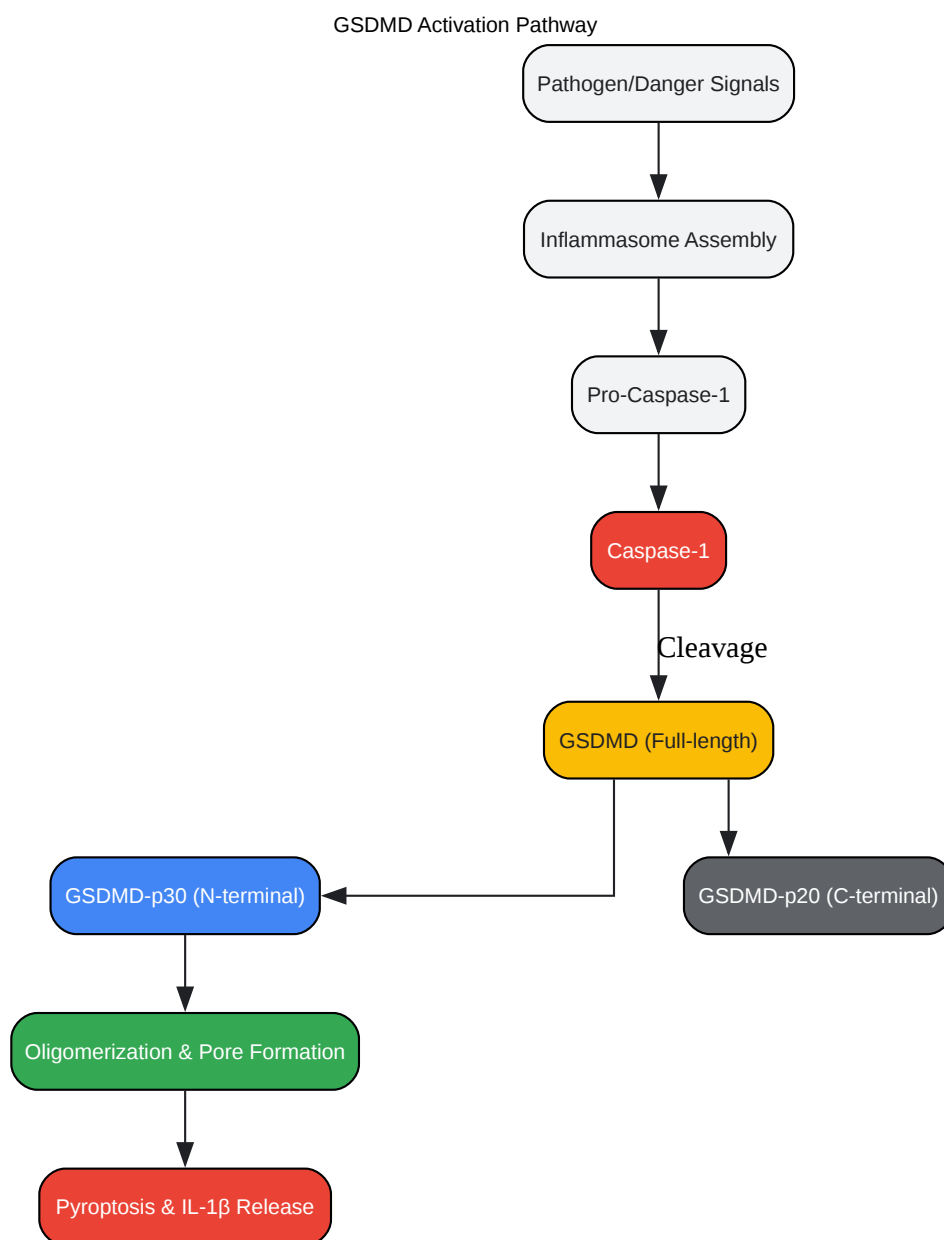 GSDMD Activation Pathway
Pathogen/Danger Signals
Inflammasome Assembly
Pro-Caspase-1
Caspase-1
Cleavage
GSDMD (Full-length)
GSDMD-p30 (N-terminal)
GSDMD-p20 (C-terminal)
Oligomerization & Pore Formation
Pyroptosis & IL-1β Release